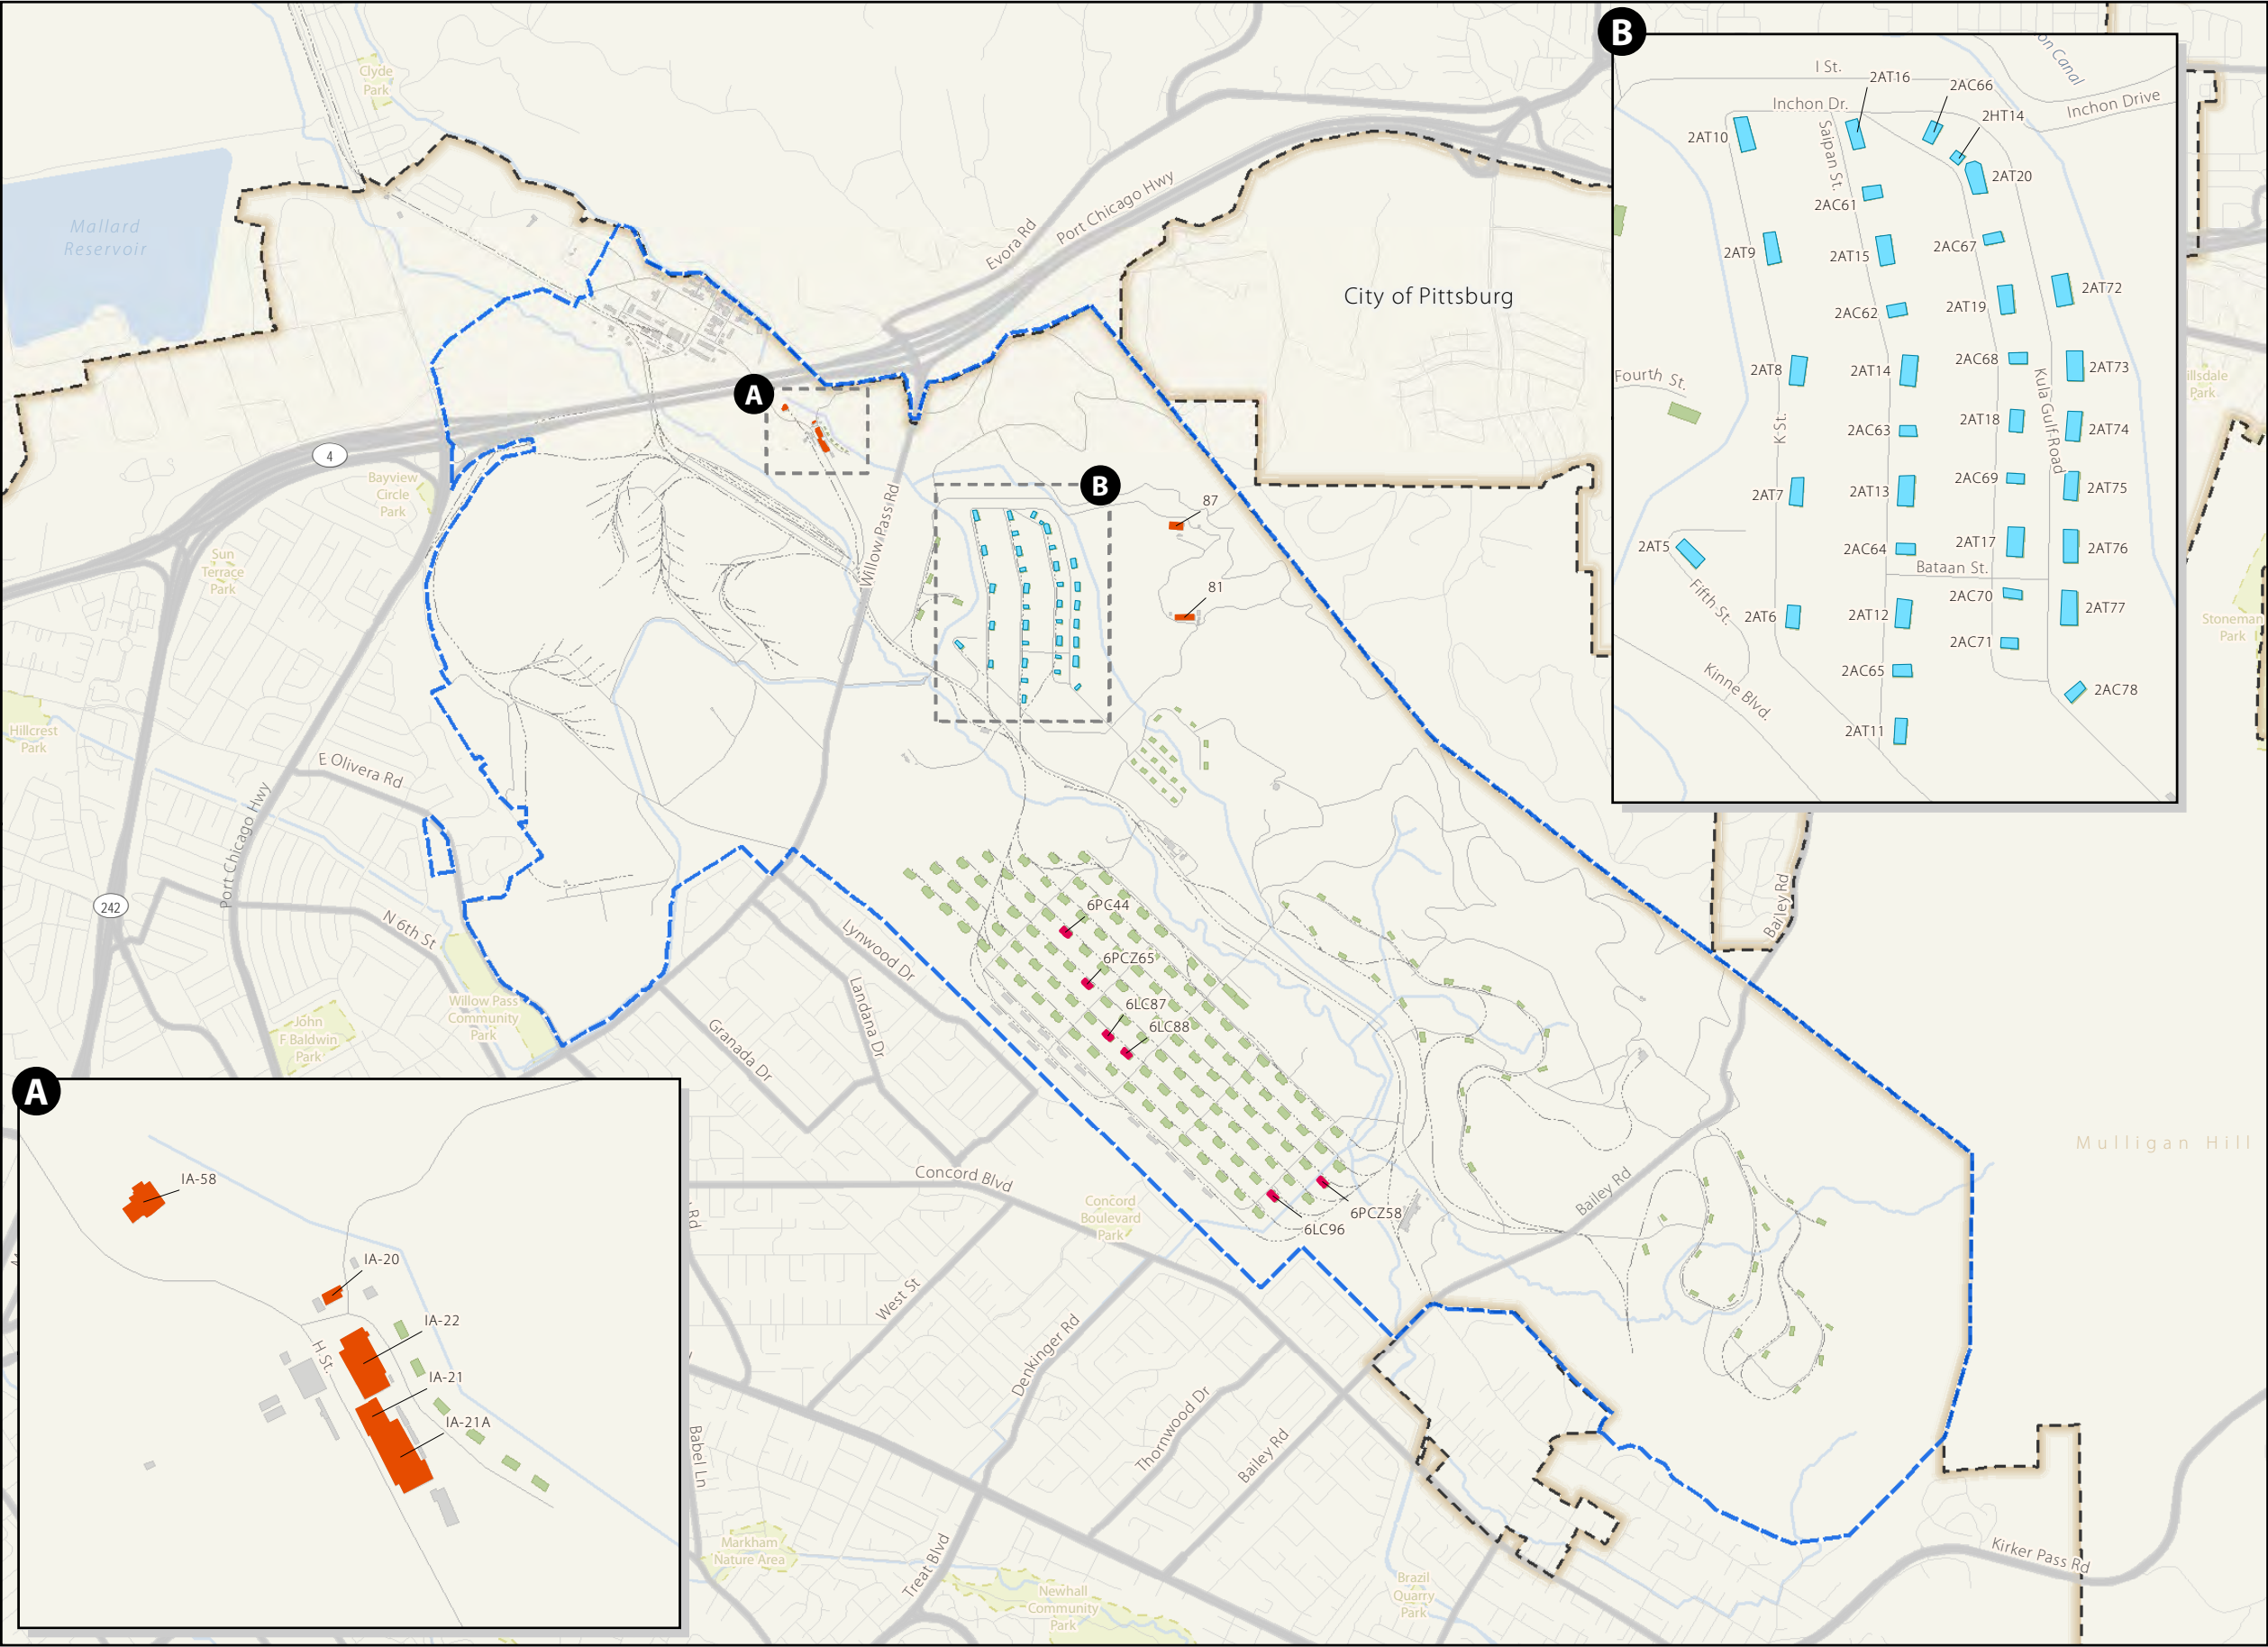 Clyde
Park
Mallard
Reservoir
Evora Rd
Port Chicago Hwy
City of Pittsburg
A
4
Bayview
Circle
Park
B
87
Willow Pass Rd
Sun
Terrace
Park
81
Hillcrest
Park
E Olivera Rd
Port Chicago Hwy
242
N 6th St
Lynwood Dr
6PC44
6PCZ65
6LC87
6LC88
Landana Dr
Granada Dr
Willow Pass
Community
Park
John
F Baldwin
Park
Bailey Rd
Stoneman
Park
Mulligan Hill
Concord Blvd
Concord
Boulevard
Park
6PCZ58
6LC96
Bailey Rd
Rd
West St
Denkinger Rd
Thornwood Dr
Bailey Rd
Babel Ln
Treat Blvd
Markham
Nature Area
Newhall
Community
Park
Brazil
Quarry
Park
Kirker Pass Rd
llsdale
Park
A
IA-58
IA-20
IA-22
H St.
IA-21
IA-21A
B
on Canal
I St.
2AT16
2AC66
Inchon Dr.
Inchon Drive
2HT14
2AT10
Saipan St.
2AT20
2AC61
2AT9
2AT15
2AC67
2AT72
2AC62
2AT19
2AT8
2AT14
2AC68
2AT73
Fourth St.
Kula Gulf Road
K St.
2AC63
2AT18
2AT74
2AT7
2AT13
2AC69
2AT75
2AT5
2AC64
2AT17
2AT76
Bataan St.
Fifth St.
2AC70
2AT6
2AT12
2AT77
2AC71
2AC65
Kinne Blvd.
2AC78
2AT11